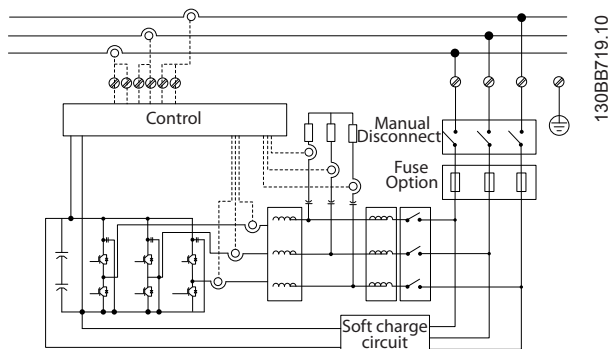 130BB719.10
Control
Manual
Disconnect
Fuse
Option
Soft charge
circuit